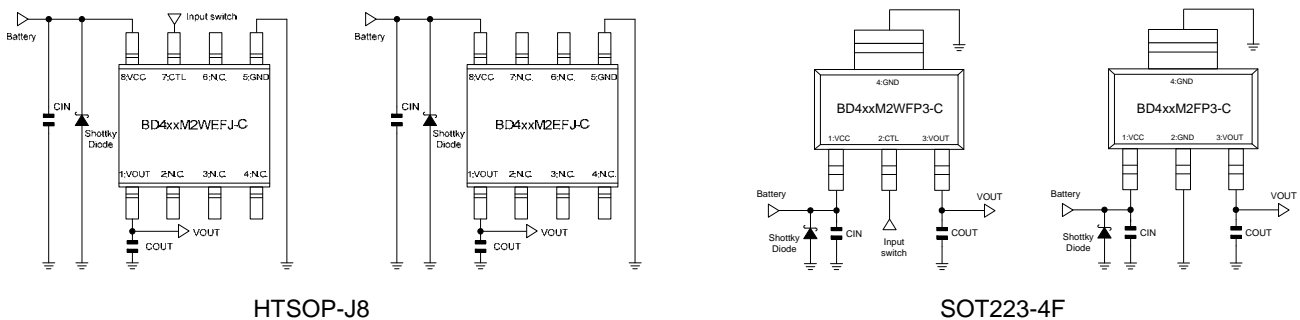 Battery
Input switch
8;VCC 7;CTL 6;N.C. 5;GND
CIN
Shottky
Diode
BD4xxM2WEFJ-C
1;VOUT 2;N.C. 3;N.C. 4;N.C.
VOUT
COUT
Battery
8;VCC 7;N.C. 6;N.C. 5;GND
CIN
Shottky
Diode
BD4xxM2EFJ-C
1;VOUT 2;N.C. 3;N.C. 4;N.C.
VOUT
COUT
HTSOP-J8
4:GND
BD4xxM2WFP3-C
1:VCC 2:CTL 3:VOUT
Battery
VOUT
Shottky
Diode
CIN
Input
switch
COUT
4:GND
BD4xxM2FP3-C
1:VCC 2:GND 3:VOUT
Battery
VOUT
Shottky
Diode
CIN
COUT
SOT223-4F